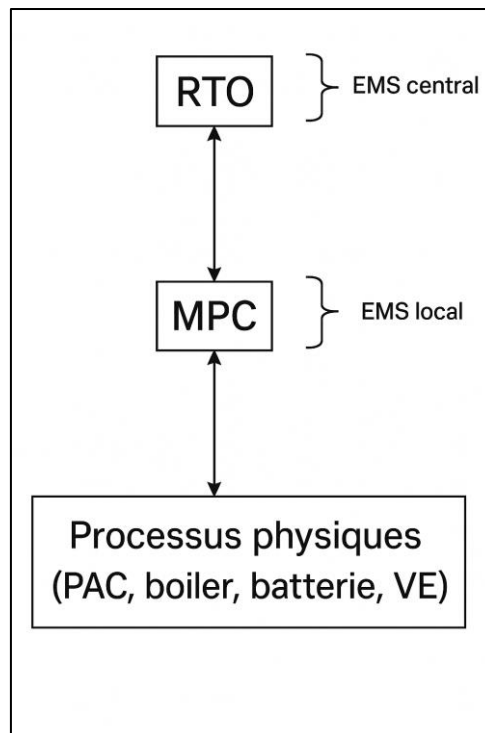 RTO
EMS central
MPC
EMS local
Processus physiques
(PAC, boiler, batterie, VE)